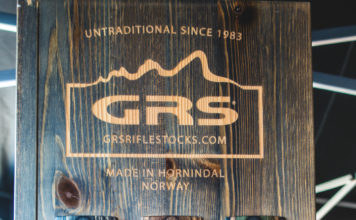 UNTRADITIONAL SINCE 1983
GRS
GRSRIFLESTOCKS.COM
MADE IN HORNINDAL
NORWAY